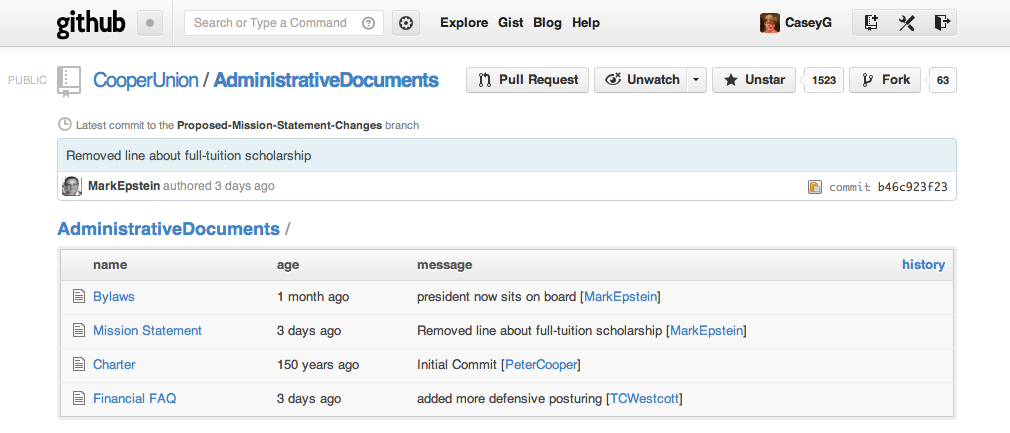 github Search or Type a Command Explore Gist Blog Help CaseyG
PUBLIC CooperUnion / AdministrativeDocuments Pull Request Unwatch Unstar 1523 Fork 63
Latest commit to the Proposed-Mission-Statement-Changes branch
Removed line about full-tuition scholarship
MarkEpstein authored 3 days ago commit b46c923f23
AdministrativeDocuments /
name age message history
Bylaws 1 month ago president now sits on board [MarkEpstein]
Mission Statement 3 days ago Removed line about full-tuition scholarship [MarkEpstein]
Charter 150 years ago Initial Commit [PeterCooper]
Financial FAQ 3 days ago added more defensive posturing [TCWestcott]